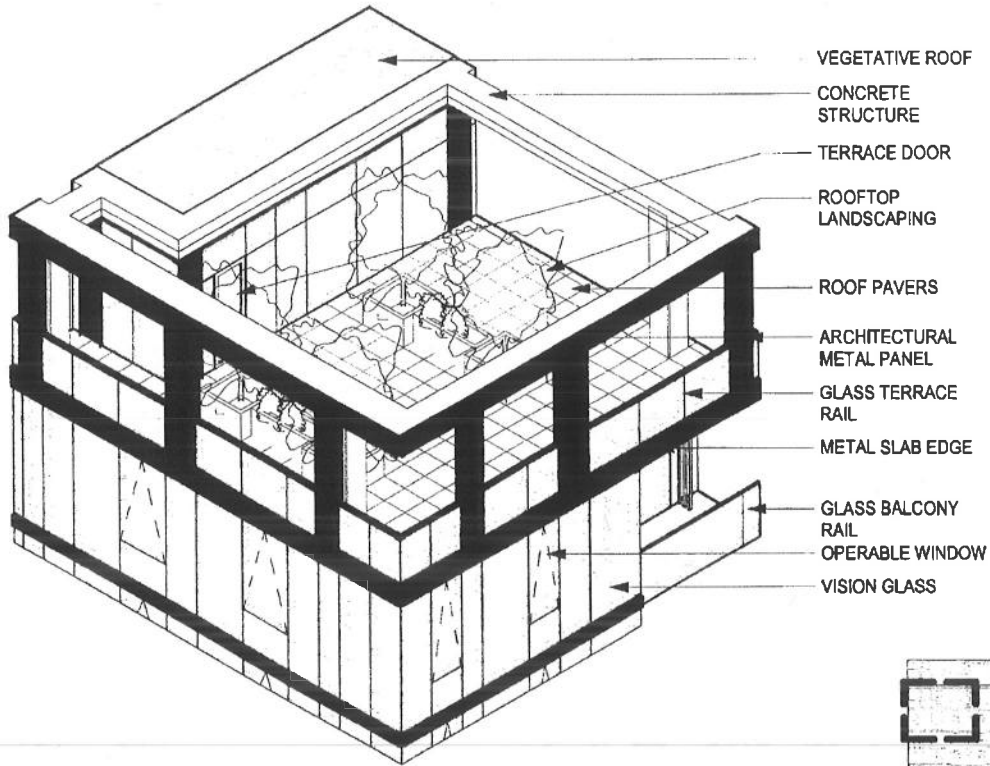 VEGETATIVE ROOF
CONCRETE
STRUCTURE
TERRACE DOOR
ROOFTOP
LANDSCAPING
ROOF PAVERS
ARCHITECTURAL
METAL PANEL
GLASS TERRACE
RAIL
METAL SLAB EDGE
GLASS BALCONY
RAIL
OPERABLE WINDOW
VISION GLASS